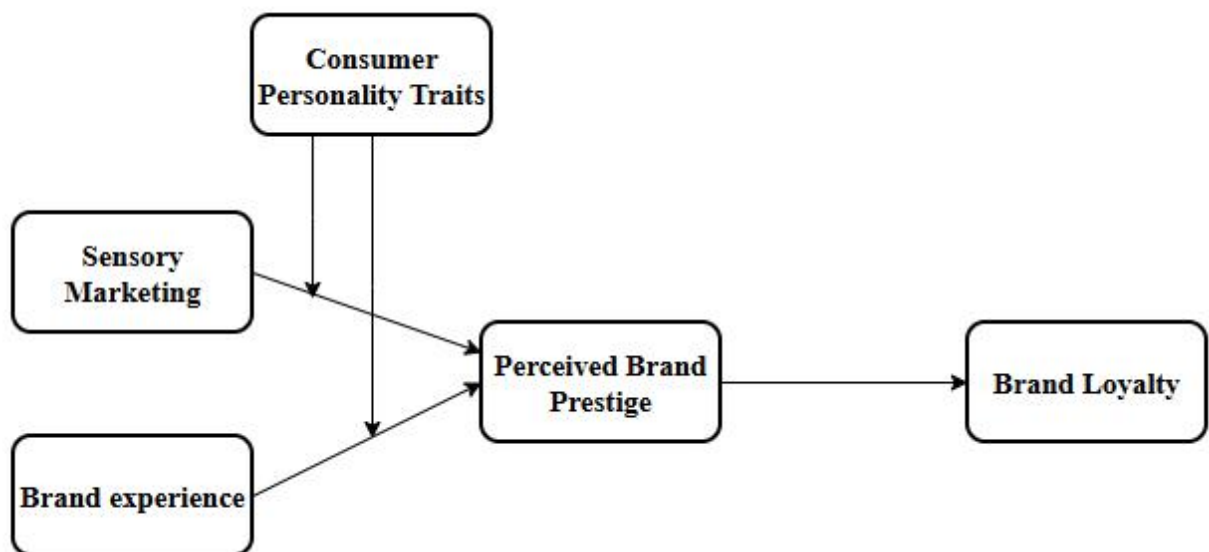 Consumer
Personality Traits
Sensory
Marketing
Perceived Brand
Prestige
Brand Loyalty
Brand experience